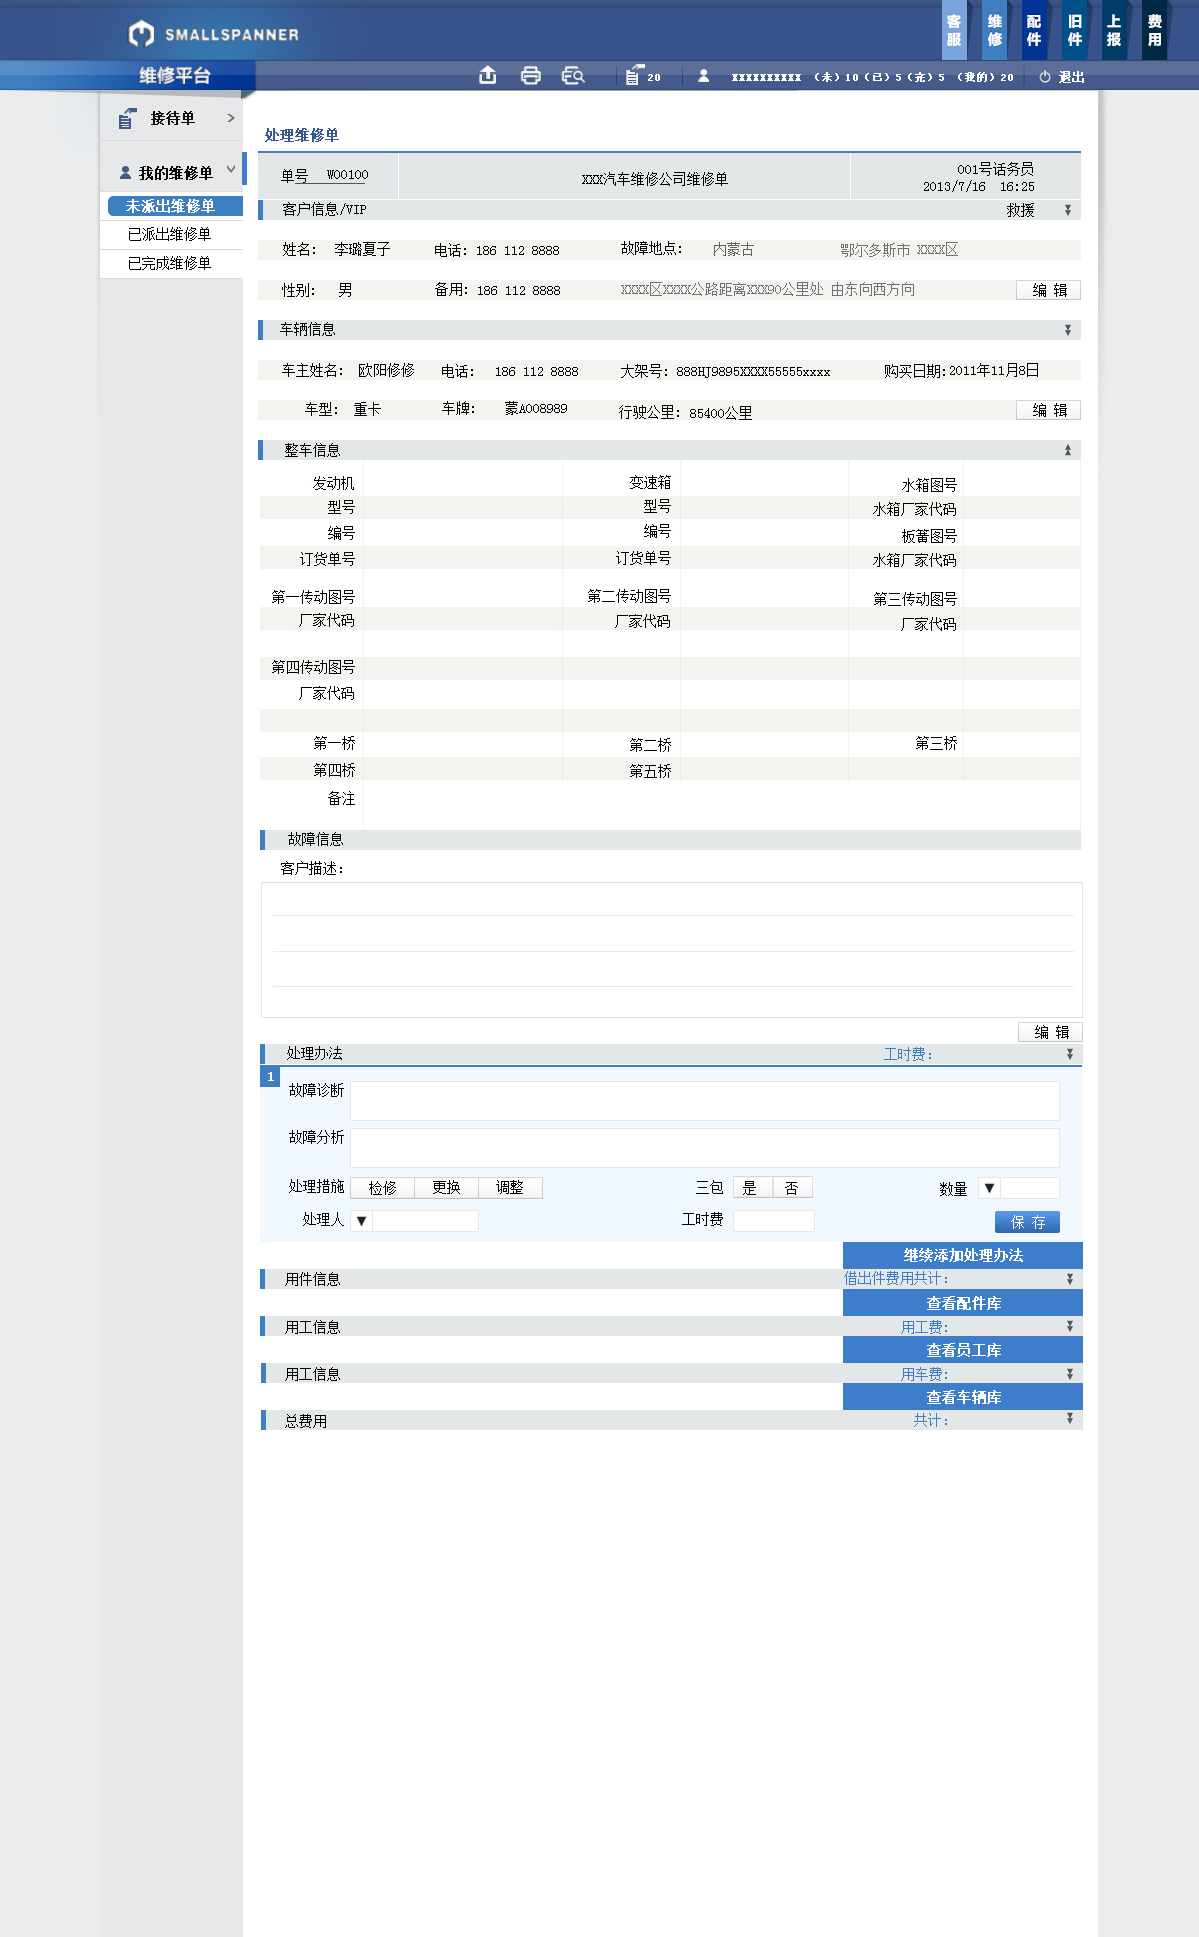 SMALLSPANNER
客服 维修 配件 旧件 上报 费用
维修平台
20 XXXXXXXXXX (未)10(已)5(完)5 (我的)20 退出
接待单
我的维修单
未派出维修单
已派出维修单
已完成维修单
处理维修单
单号 W00100
XXX汽车维修公司维修单
001号话务员
2013/7/16 16:25
客户信息/VIP 救援
姓名： 李璐夏子 电话：186 112 8888 故障地点： 内蒙古 鄂尔多斯市 XXXX区
性别： 男 备用：186 112 8888 XXXX区XXXX公路距离XXX90公里处 由东向西方向 编 辑
车辆信息
车主姓名： 欧阳修修 电话： 186 112 8888 大架号：888HJ9895XXXX55555xxxx 购买日期:2011年11月8日
车型： 重卡 车牌： 蒙A008989 行驶公里：85400公里 编 辑
整车信息
发动机 变速箱 水箱图号
型号 型号 水箱厂家代码
编号 编号 板簧图号
订货单号 订货单号 水箱厂家代码
第一传动图号 第二传动图号 第三传动图号
厂家代码 厂家代码 厂家代码
第四传动图号
厂家代码
第一桥 第二桥 第三桥
第四桥 第五桥
备注
故障信息
客户描述：
编 辑
处理办法 工时费：
1
故障诊断
故障分析
处理措施 检修 更换 调整 三包 是 否 数量 ▼
处理人 ▼ 工时费 保 存
继续添加处理办法
用件信息 借出件费用共计：
查看配件库
用工信息 用工费：
查看员工库
用工信息 用车费：
查看车辆库
总费用 共计：